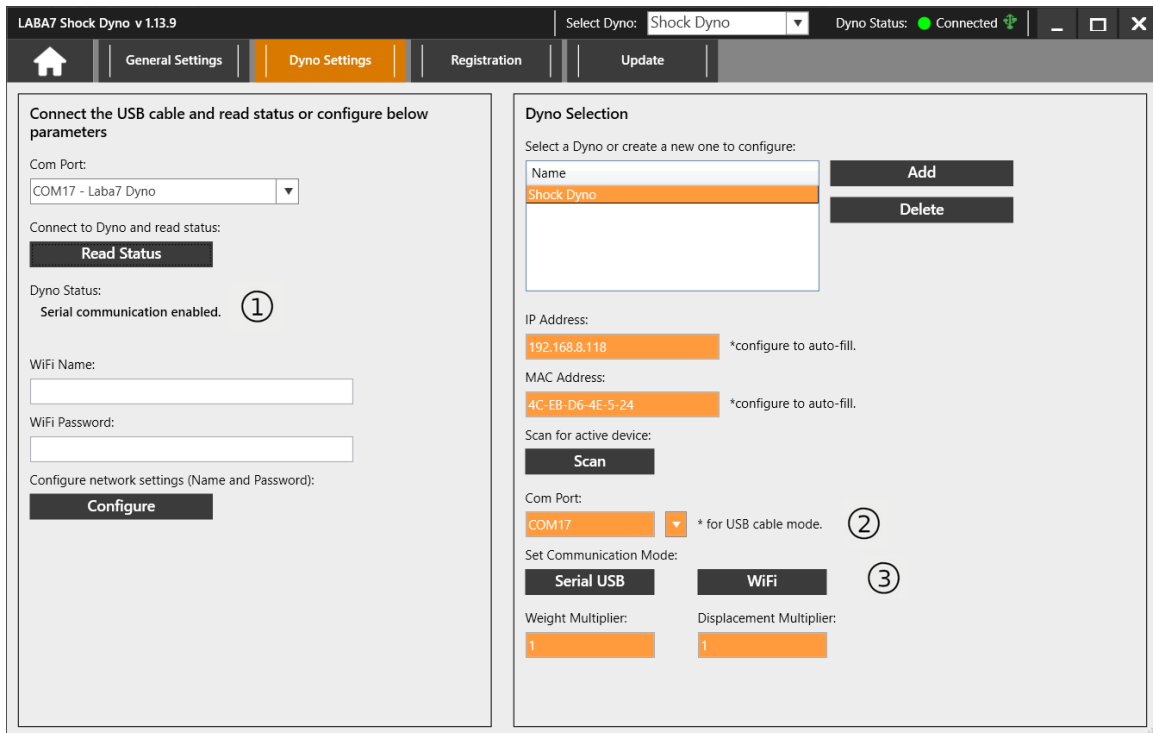 LABA7 Shock Dyno v 1.13.9
Select Dyno: Shock Dyno
Dyno Status: Connected
General Settings
Dyno Settings
Registration
Update
Connect the USB cable and read status or configure below
parameters
Com Port:
COM17 - Laba7 Dyno
Connect to Dyno and read status:
Read Status
Dyno Status:
Serial communication enabled.
①
WiFi Name:
WiFi Password:
Configure network settings (Name and Password):
Configure
Dyno Selection
Select a Dyno or create a new one to configure:
Name
Shock Dyno
Add
Delete
IP Address:
192.168.8.118 *configure to auto-fill.
MAC Address:
4C-EB-D6-4E-5-24 *configure to auto-fill.
Scan for active device:
Scan
Com Port:
COM17 * for USB cable mode. ②
Set Communication Mode:
Serial USB WiFi ③
Weight Multiplier: Displacement Multiplier:
1 1